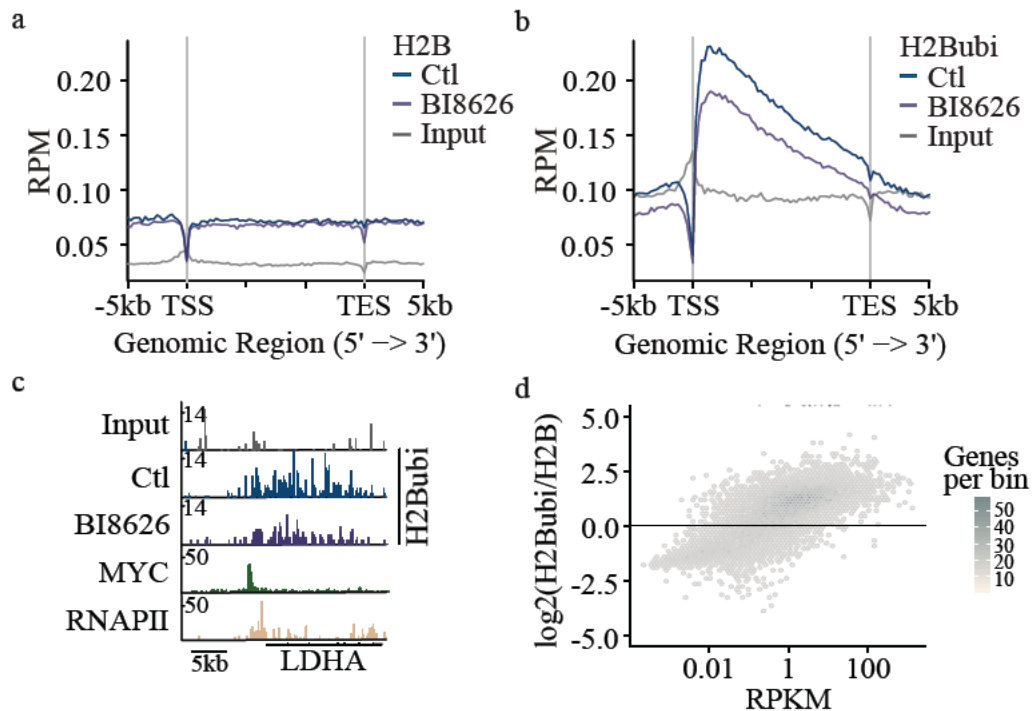 a
H2B
Ctl
BI8626
Input
RPM
0.20
0.15
0.10
0.05
-5kb TSS TES 5kb
Genomic Region (5' −> 3')
b
H2Bubi
Ctl
BI8626
Input
RPM
0.20
0.15
0.10
0.05
-5kb TSS TES 5kb
Genomic Region (5' −> 3')
c
Input
14
Ctl
14
BI8626
14
H2Bubi
MYC
50
RNAPII
50
5kb
LDHA
d
log2(H2Bubi/H2B)
5.0
2.5
0.0
-2.5
-5.0
0.01 1 100
RPKM
Genes
per bin
50
40
30
20
10